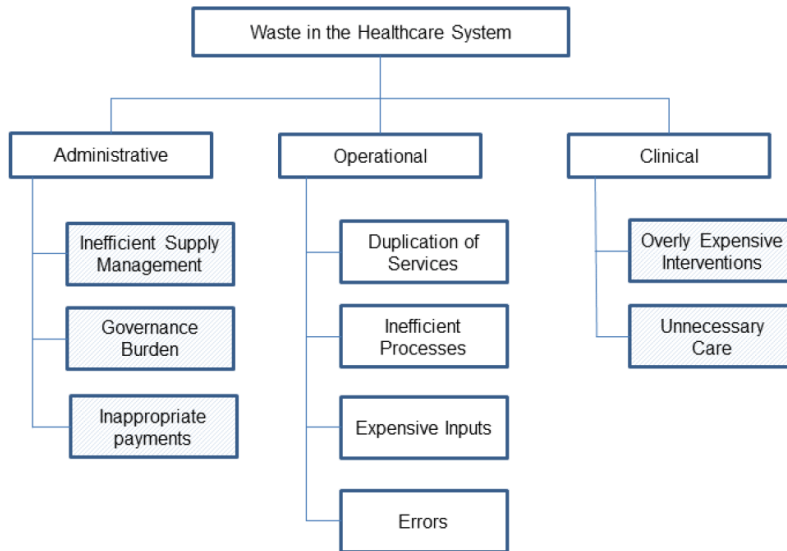 Waste in the Healthcare System
Administrative
Operational
Clinical
Inefficient Supply
Management
Governance
Burden
Inappropriate
payments
Duplication of
Services
Inefficient
Processes
Expensive Inputs
Errors
Overly Expensive
Interventions
Unnecessary
Care